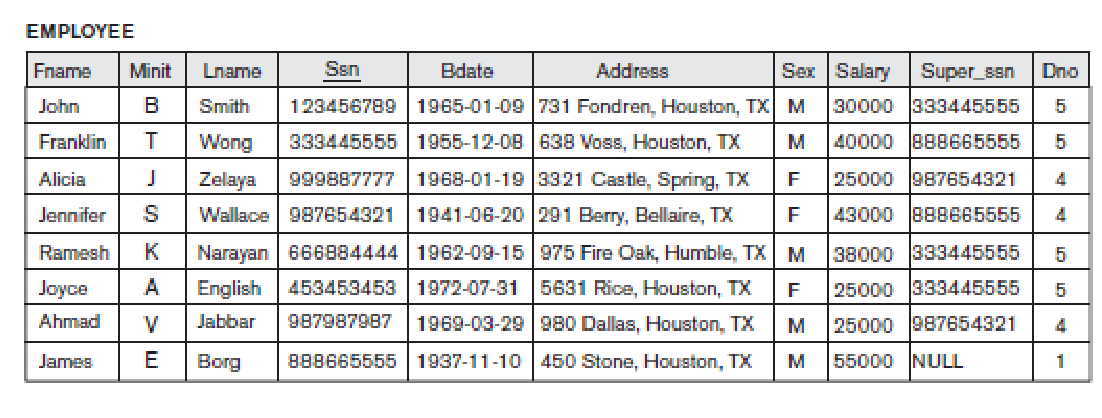 EMPLOYEE
Fname Minit Lname Ssn Bdate Address Sex Salary Super_ssn Dno
John B Smith 123456789 1965-01-09 731 Fondren, Houston, TX M 30000 333445555 5
Franklin T Wong 333445555 1955-12-08 638 Voss, Houston, TX M 40000 888665555 5
Alicia J Zelaya 999887777 1968-01-19 3321 Castle, Spring, TX F 25000 987654321 4
Jennifer S Wallace 987654321 1941-06-20 291 Berry, Bellaire, TX F 43000 888665555 4
Ramesh K Narayan 666884444 1962-09-15 975 Fire Oak, Humble, TX M 38000 333445555 5
Joyce A English 453453453 1972-07-31 5631 Rice, Houston, TX F 25000 333445555 5
Ahmad V Jabbar 987987987 1969-03-29 980 Dallas, Houston, TX M 25000 987654321 4
James E Borg 888665555 1937-11-10 450 Stone, Houston, TX M 55000 NULL 1